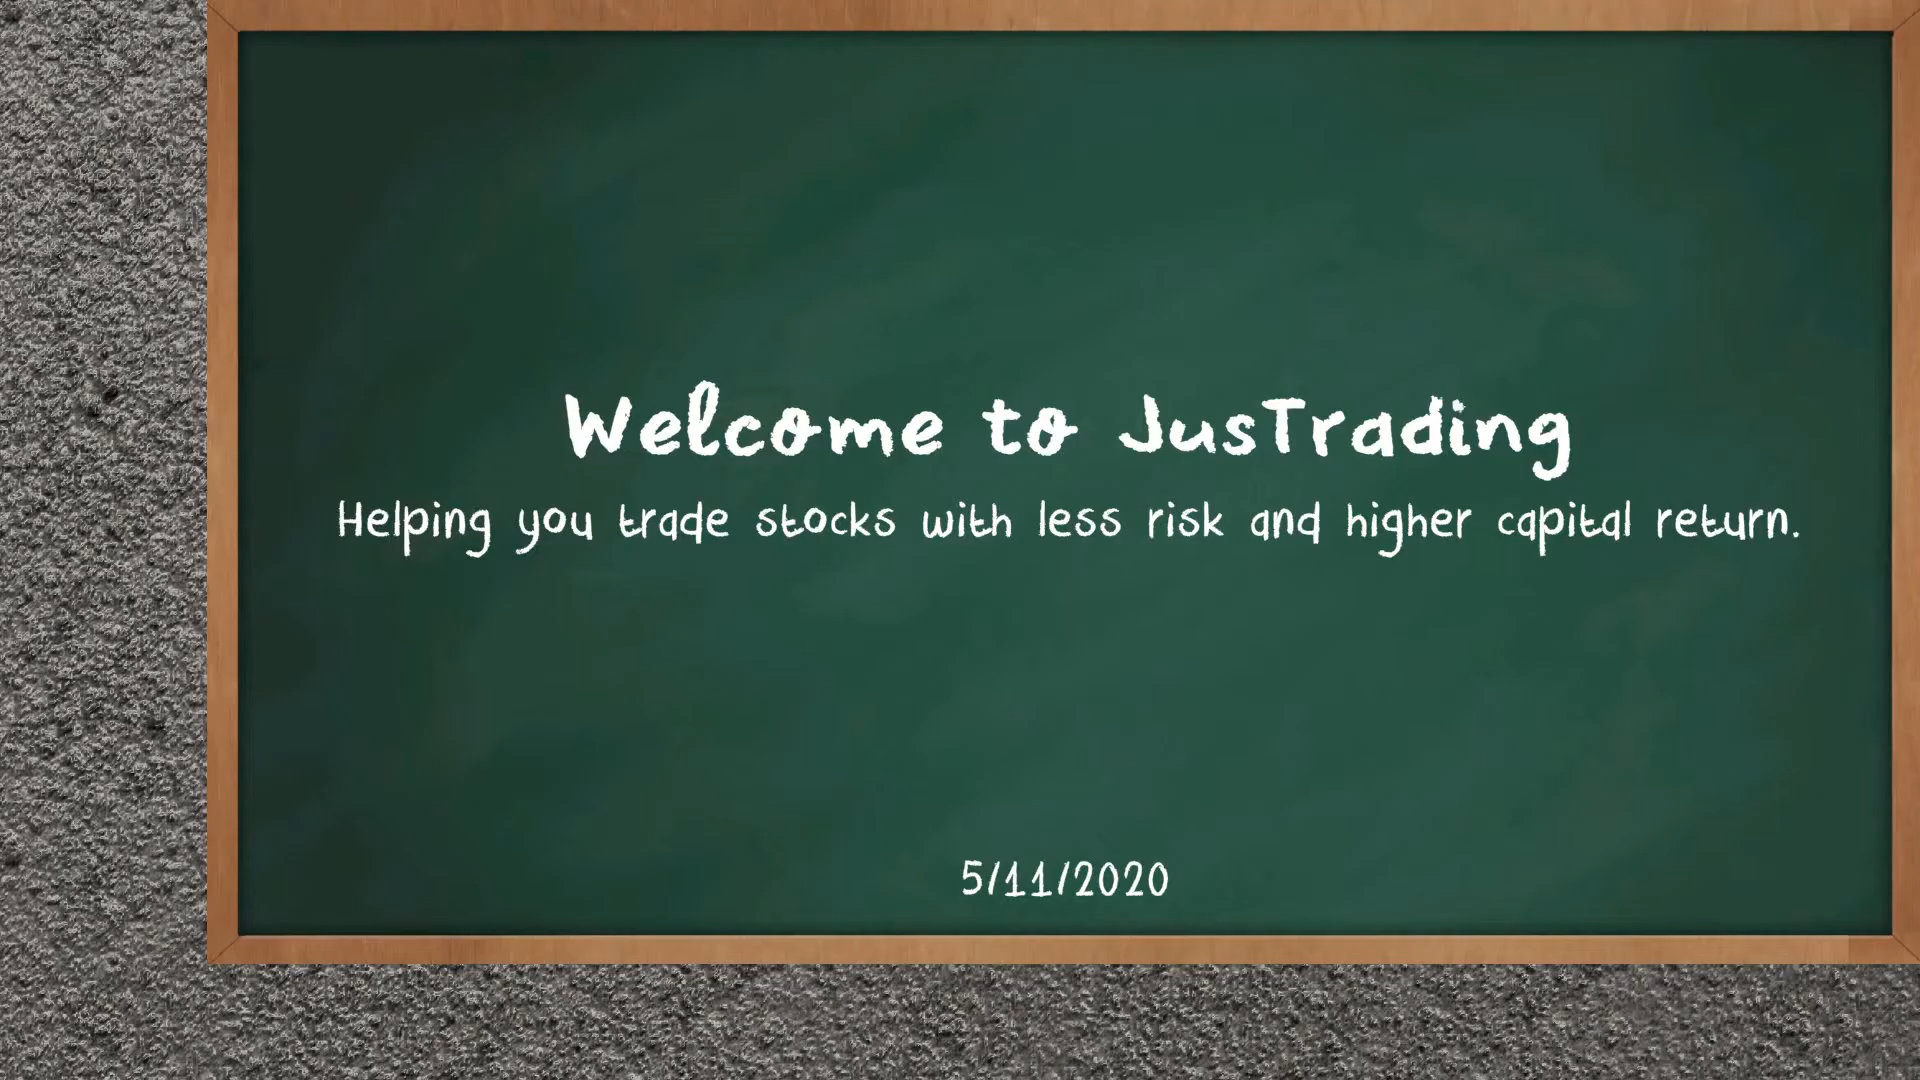 Welcome to JusTrading
Helping you trade stocks with less risk and higher capital return.
5/11/2020